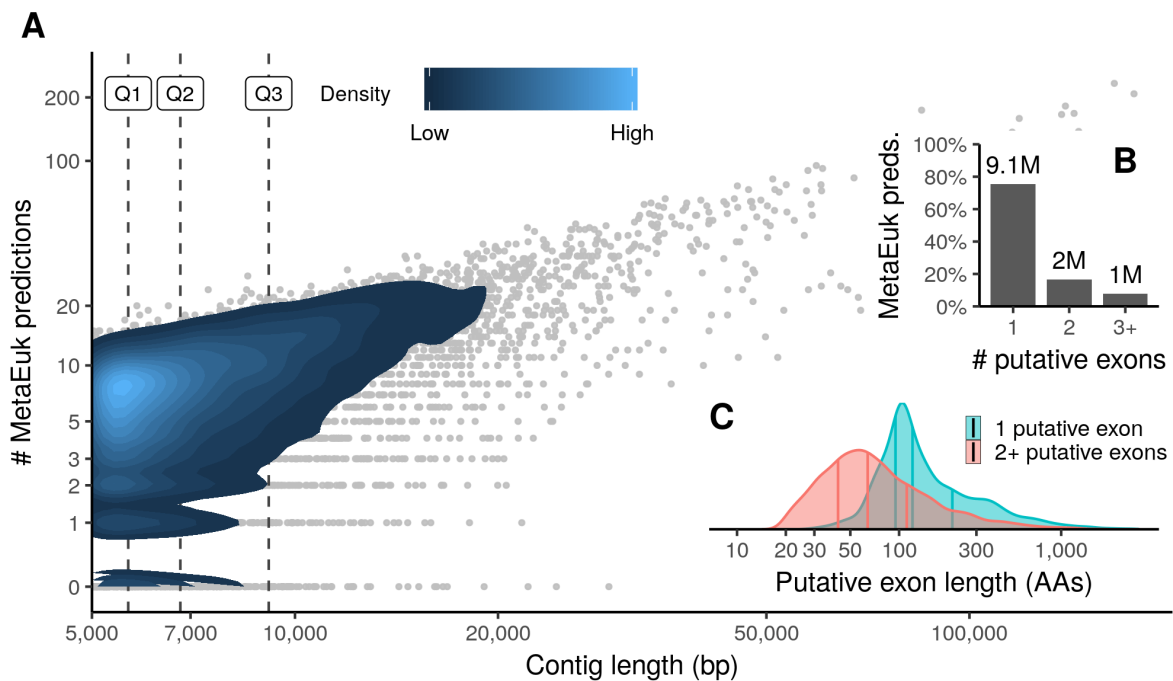 A
Q1 Q2 Q3 Density
Low High
200
100
20
10
5
3
2
1
0
# MetaEuk predictions
5,000 7,000 10,000 20,000 50,000 100,000
Contig length (bp)
B
MetaEuk preds.
100%
80%
60%
40%
20%
0%
9.1M
2M
1M
1 2 3+
# putative exons
C
1 putative exon
2+ putative exons
10 20 30 50 100 300 1,000
Putative exon length (AAs)